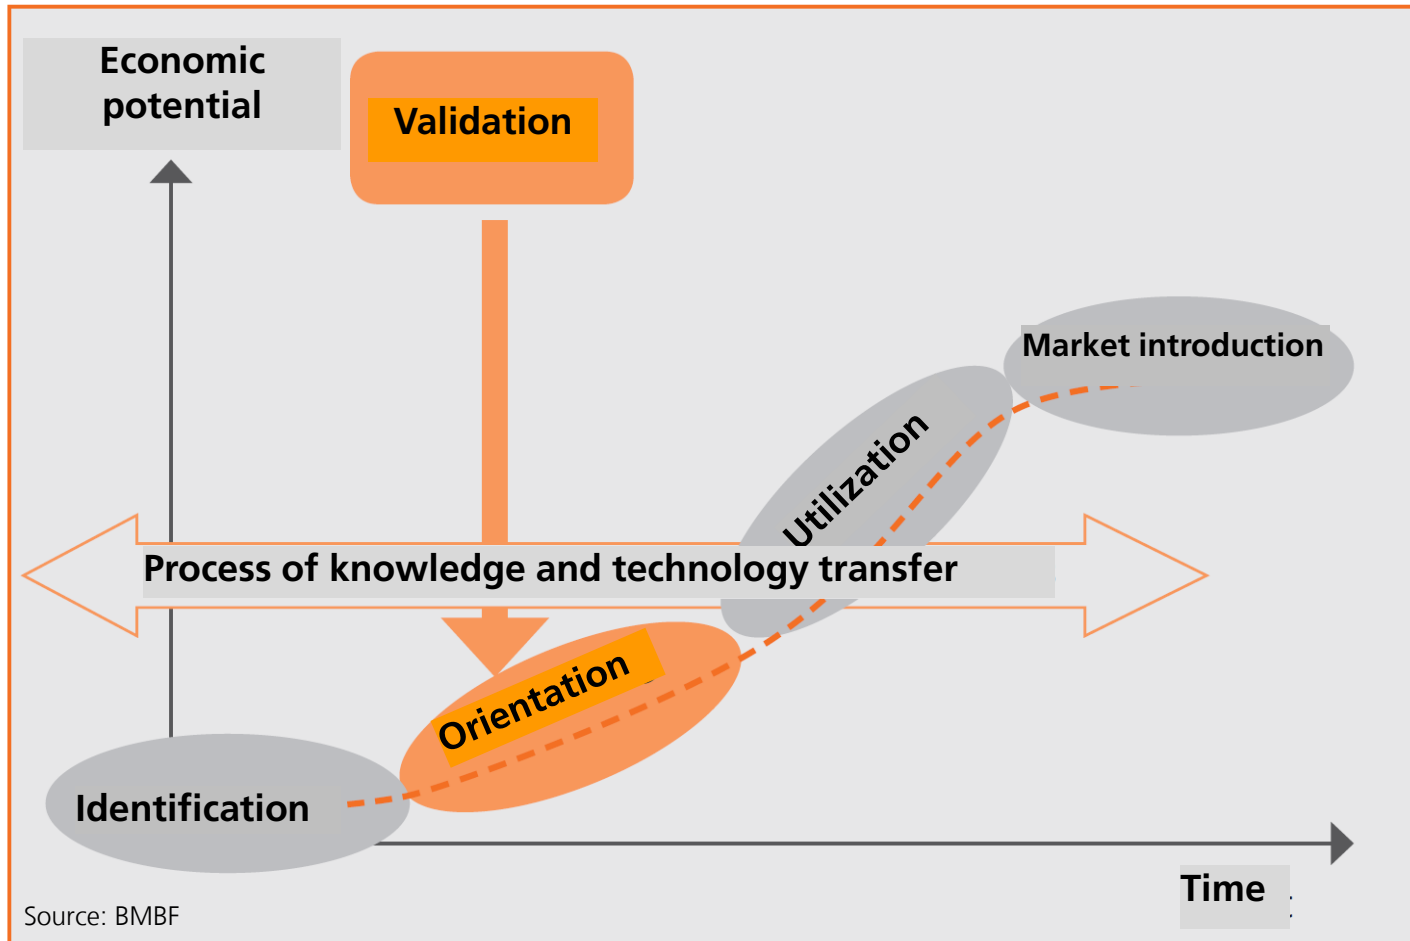 Economic
potential
Validation
Market introduction
Utilization
Process of knowledge and technology transfer
Orientation
Identification
Time
Source: BMBF